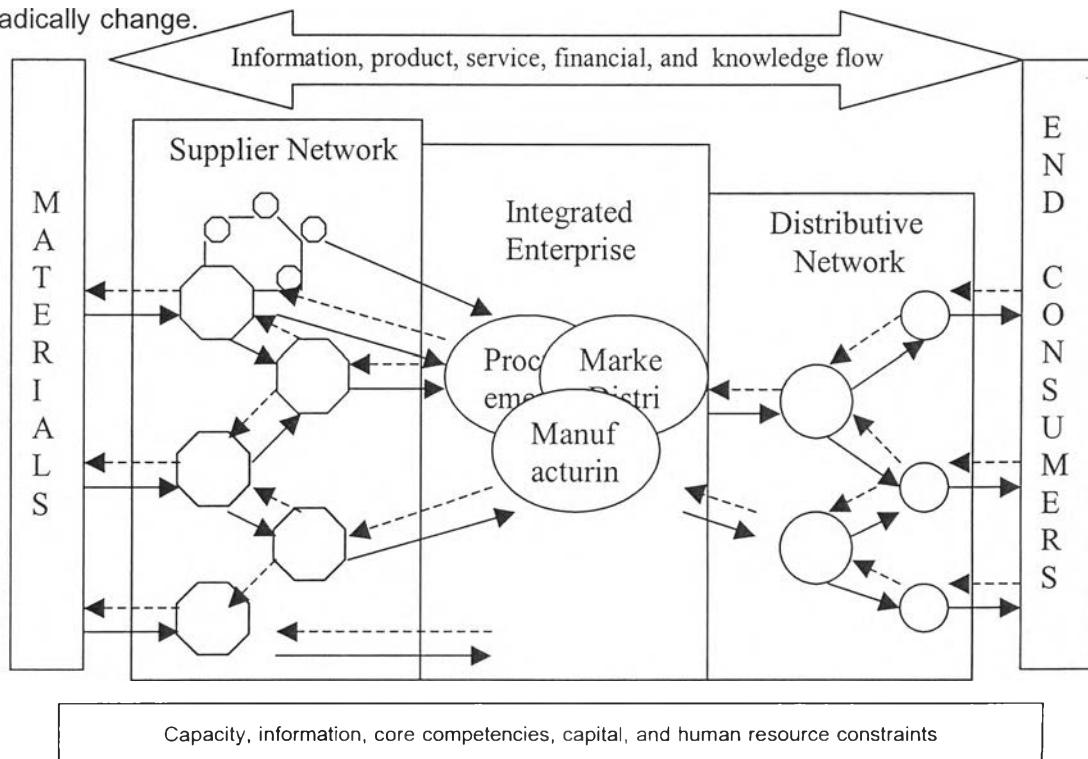 adically change.
Information, product, service, financial, and knowledge flow
MATERIALS
Supplier Network
Integrated
Enterprise
Distributive
Network
END CONSUMERS
Proc
eme
Marke
Distri
Manuf
acturin
Capacity, information, core competencies, capital, and human resource constraints